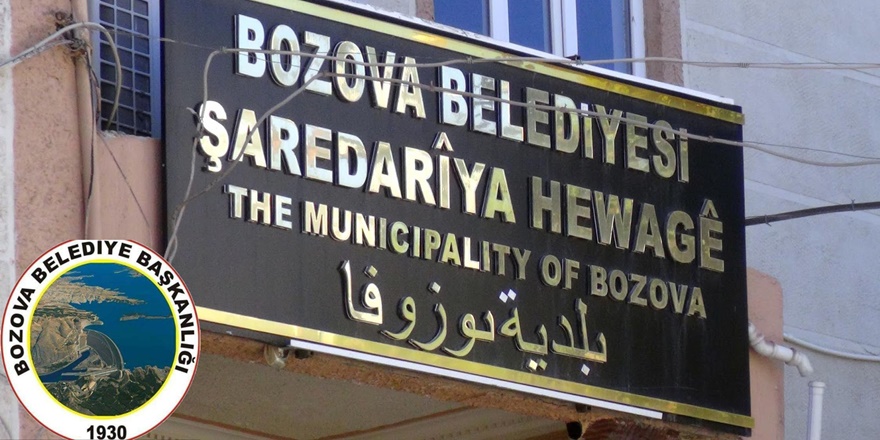 BOZOVA BELEDİYESİ
ŞAREDARÎYA HEWAGÊ
THE MUNICIPALITY OF BOZOVA
بلدية بوزوفا
BOZOVA BELEDİYE BAŞKANLIĞI
1930